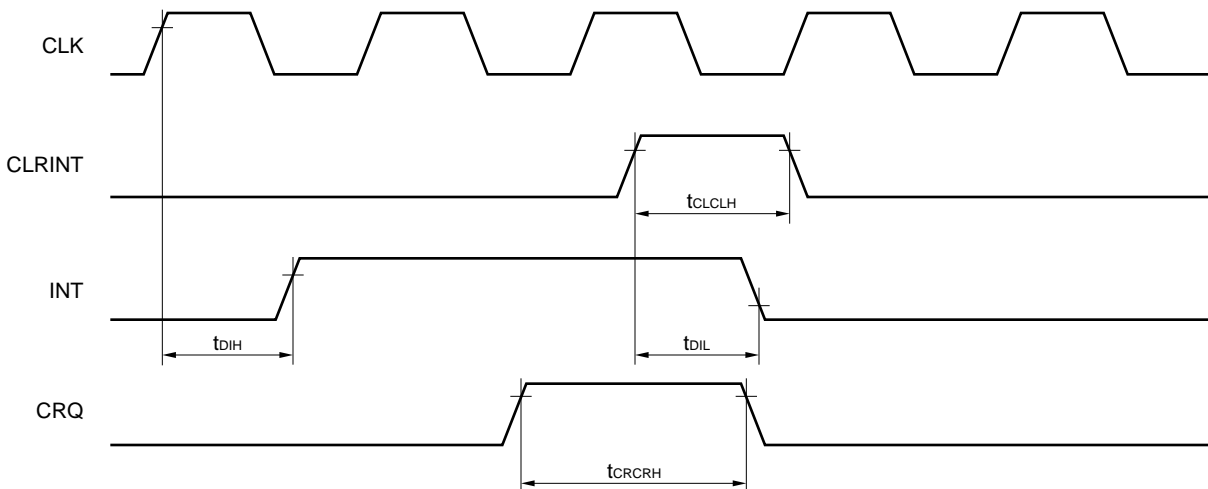 CLK
CLRINT
tCLCLH
INT
tDIH
tDIL
CRQ
tCRCRH